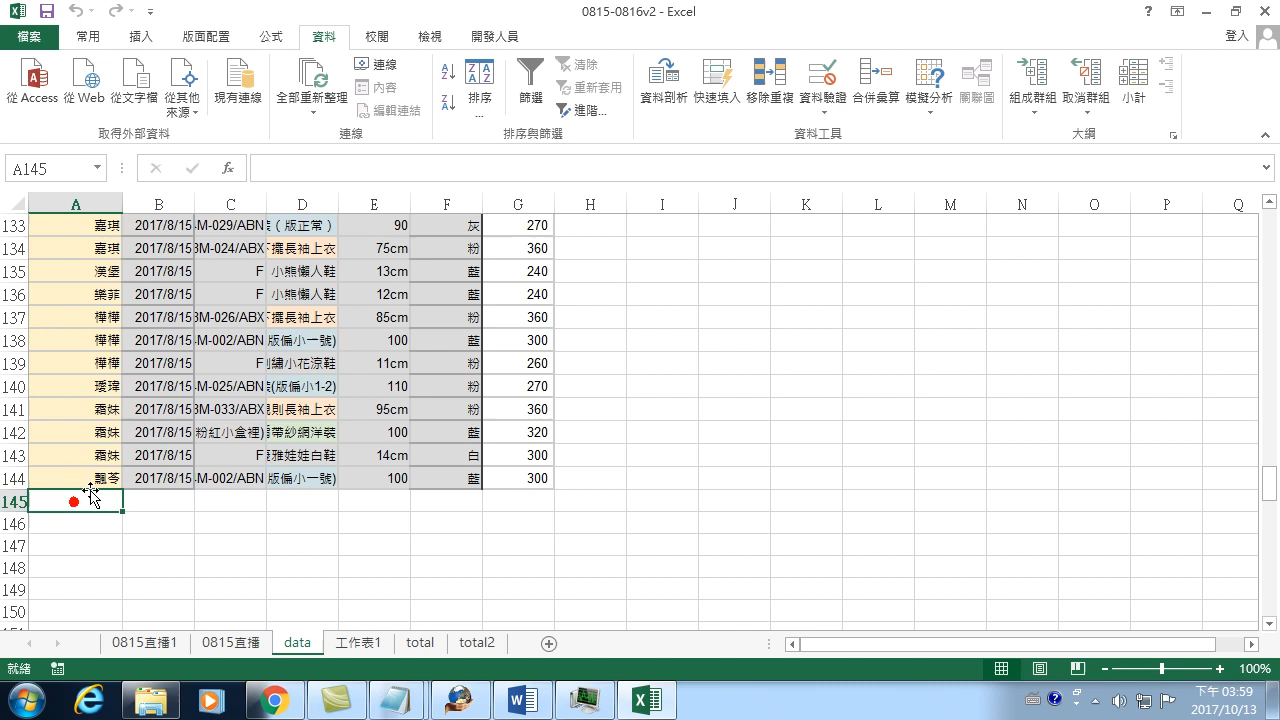 0815-0816v2 - Excel
檔案 常用 插入 版面配置 公式 資料 校閱 檢視 開發人員 登入
從 Access 從 Web 從文字檔 從其他來源 現有連線 全部重新整理 連線 內容 編輯連結 排序... 篩選 清除 重新套用 進階... 資料剖析 快速填入 移除重複 資料驗證 合併彙算 模擬分析 關聯圖 組成群組 取消群組 小計
取得外部資料 連線 排序與篩選 資料工具 大綱
A145 fx
A B C D E F G H I J K L M N O P Q
133 嘉琪 2017/8/15 M-029/ABN (版正常) 90 灰 270
134 嘉琪 2017/8/15 3M-024/ABX 擺長袖上衣 75cm 粉 360
135 漢堡 2017/8/15 F 小熊懶人鞋 13cm 藍 240
136 樂菲 2017/8/15 F 小熊懶人鞋 12cm 藍 240
137 樺樺 2017/8/15 3M-026/ABX 擺長袖上衣 85cm 粉 360
138 樺樺 2017/8/15 M-002/ABN 版偏小一號) 100 藍 300
139 樺樺 2017/8/15 F 繡小花涼鞋 11cm 粉 260
140 璦瑋 2017/8/15 M-025/ABN (版偏小1-2) 110 粉 270
141 霜妹 2017/8/15 3M-033/ABX 則長袖上衣 95cm 粉 360
142 霜妹 2017/8/15 粉紅小盒裡) 帶紗網洋裝 100 藍 320
143 霜妹 2017/8/15 F 雅娃娃白鞋 14cm 白 300
144 飄苓 2017/8/15 M-002/ABN 版偏小一號) 100 藍 300
145
146
147
148
149
150
0815直播1 0815直播 data 工作表1 total total2
就緒 100%
下午 03:59
2017/10/13